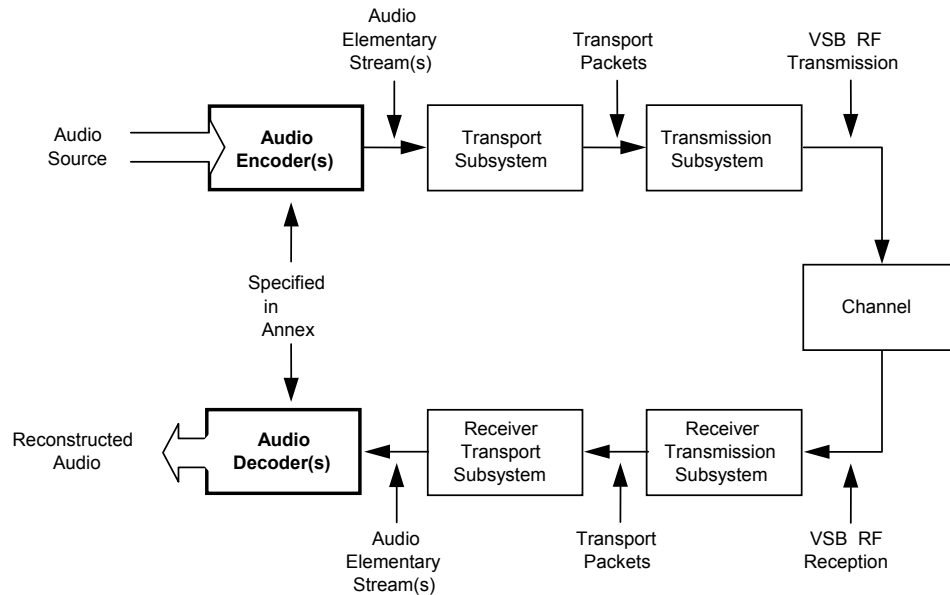 Audio
Elementary
Stream(s)
Transport
Packets
VSB RF
Transmission
Audio
Source
Audio
Encoder(s)
Transport
Subsystem
Transmission
Subsystem
Specified
in
Annex
Channel
Reconstructed
Audio
Audio
Decoder(s)
Receiver
Transport
Subsystem
Receiver
Transmission
Subsystem
Audio
Elementary
Stream(s)
Transport
Packets
VSB RF
Reception